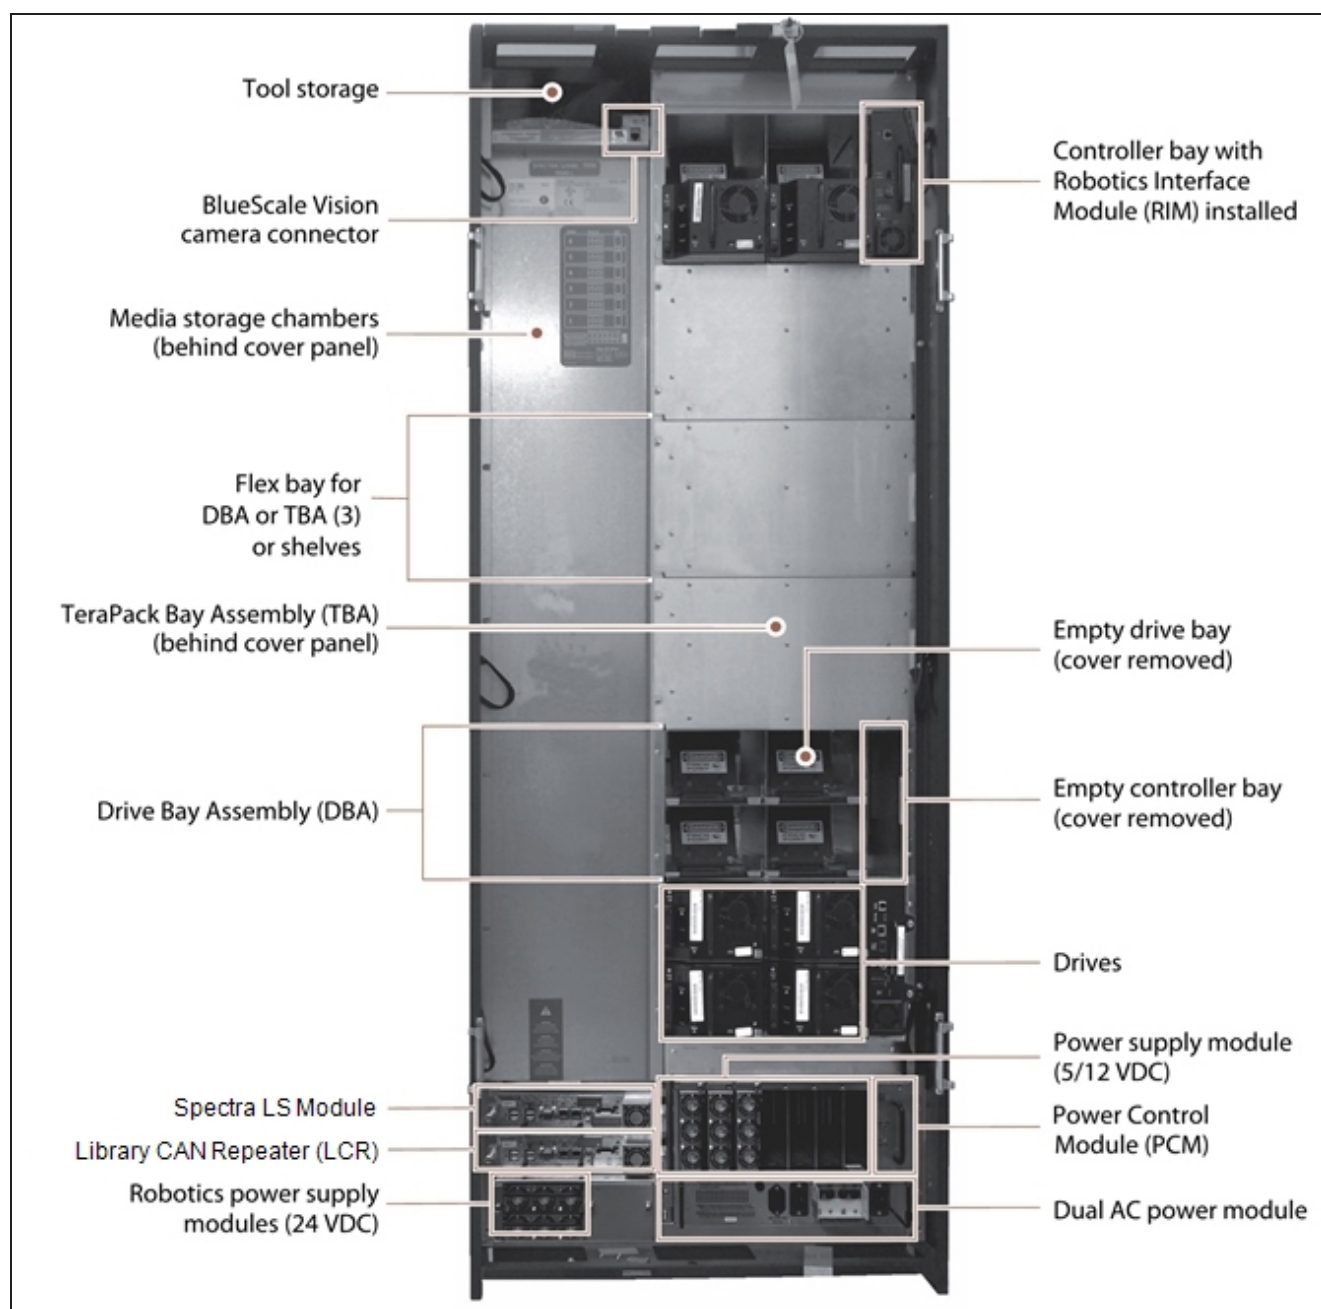 Tool storage
BlueScale Vision
camera connector
Media storage chambers
(behind cover panel)
Flex bay for
DBA or TBA (3)
or shelves
TeraPack Bay Assembly (TBA)
(behind cover panel)
Drive Bay Assembly (DBA)
Spectra LS Module
Library CAN Repeater (LCR)
Robotics power supply
modules (24 VDC)
Controller bay with
Robotics Interface
Module (RIM) installed
Empty drive bay
(cover removed)
Empty controller bay
(cover removed)
Drives
Power supply module
(5/12 VDC)
Power Control
Module (PCM)
Dual AC power module